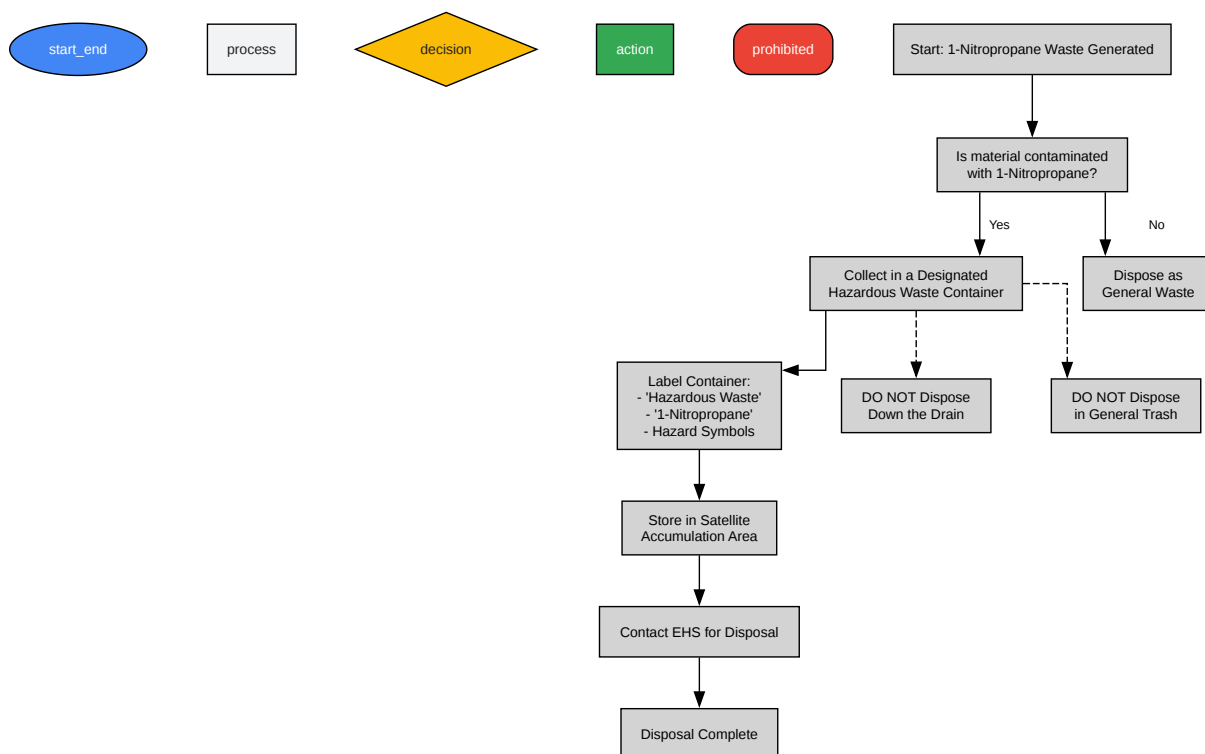 start_end
process
decision
action
prohibited
Start: 1-Nitropropane Waste Generated
Is material contaminated
with 1-Nitropropane?
Yes
No
Collect in a Designated
Hazardous Waste Container
Dispose as
General Waste
Label Container:
- 'Hazardous Waste'
- '1-Nitropropane'
- Hazard Symbols
DO NOT Dispose
Down the Drain
DO NOT Dispose
in General Trash
Store in Satellite
Accumulation Area
Contact EHS for Disposal
Disposal Complete